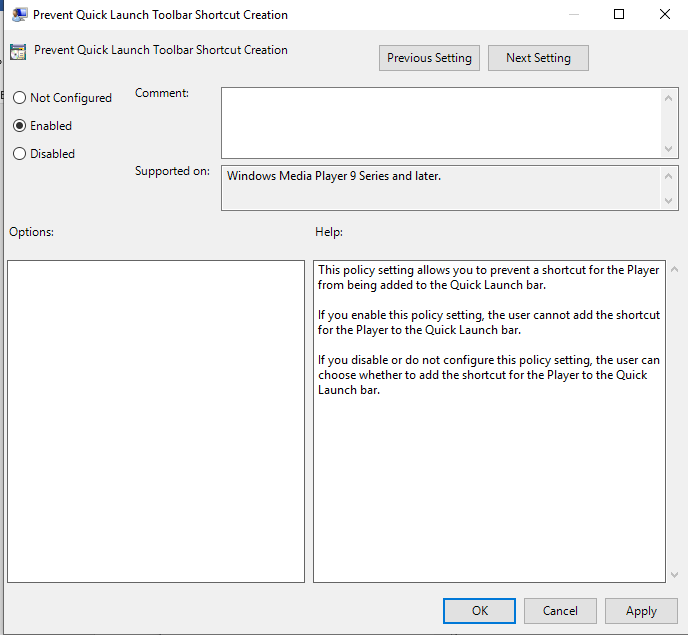 Prevent Quick Launch Toolbar Shortcut Creation
Prevent Quick Launch Toolbar Shortcut Creation
Previous Setting
Next Setting
Not Configured
Comment:
Enabled
Disabled
Supported on:
Windows Media Player 9 Series and later.
Options:
Help:
This policy setting allows you to prevent a shortcut for the Player
from being added to the Quick Launch bar.
If you enable this policy setting, the user cannot add the shortcut
for the Player to the Quick Launch bar.
If you disable or do not configure this policy setting, the user can
choose whether to add the shortcut for the Player to the Quick
Launch bar.
OK
Cancel
Apply